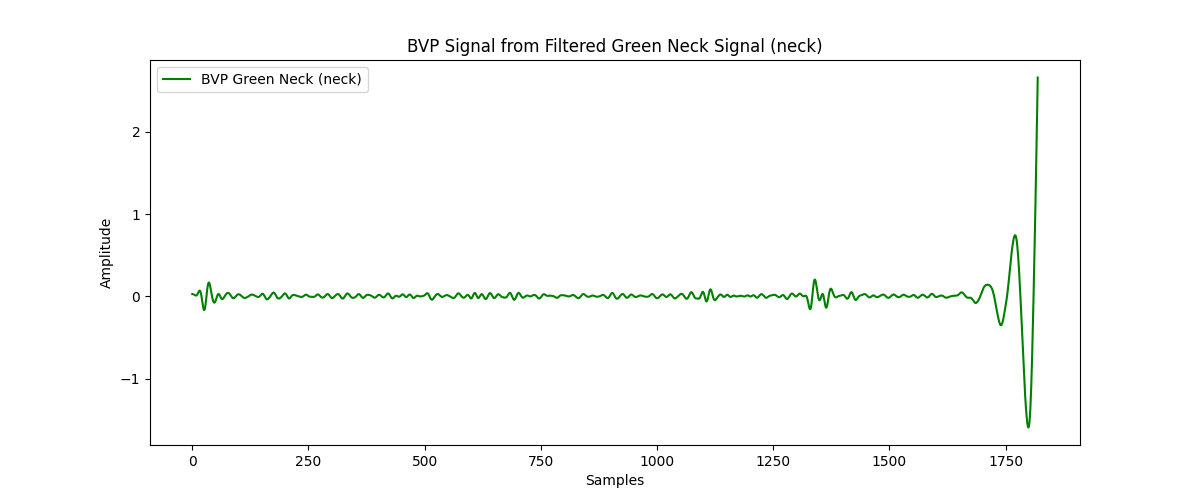 BVP Signal from Filtered Green Neck Signal (neck)
BVP Green Neck (neck)
2
1
0
−1
Amplitude
0 250 500 750 1000 1250 1500 1750
Samples